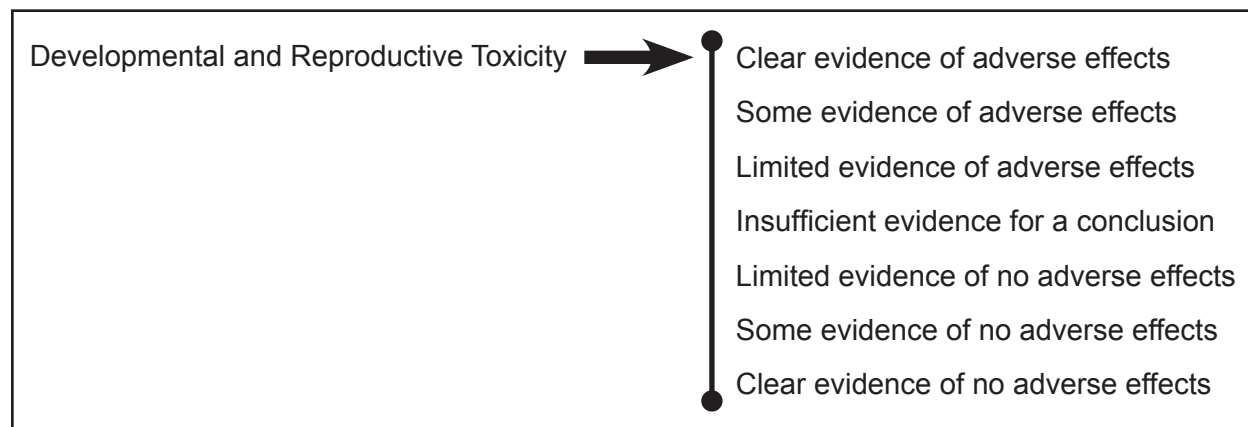 Developmental and Reproductive Toxicity
Clear evidence of adverse effects
Some evidence of adverse effects
Limited evidence of adverse effects
Insufficient evidence for a conclusion
Limited evidence of no adverse effects
Some evidence of no adverse effects
Clear evidence of no adverse effects